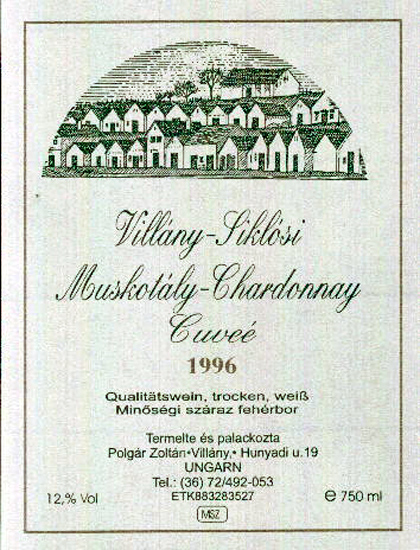 Villány-Siklósi
Muskotály-Chardonnay
Cuveé
1996
Qualitätswein, trocken, weiß
Minőségi száraz fehérbor
Termelte és palackozta
Polgár Zoltán•Villány,• Hunyadi u.19
UNGARN
Tel.: (36) 72/492-053
12,% Vol ETK883283527 e 750 ml
MSZ